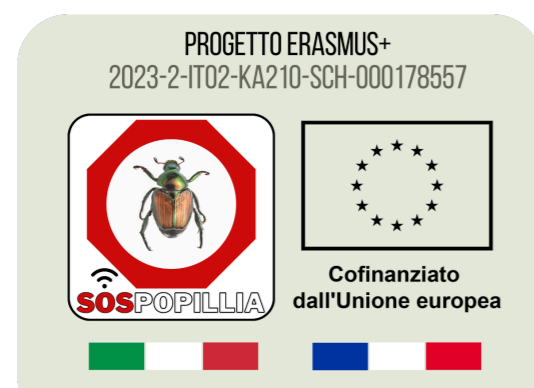 PROGETTO ERASMUS+
2023-2-IT02-KA210-SCH-000178557
SOSPOPILLIA
Cofinanziato
dall'Unione europea